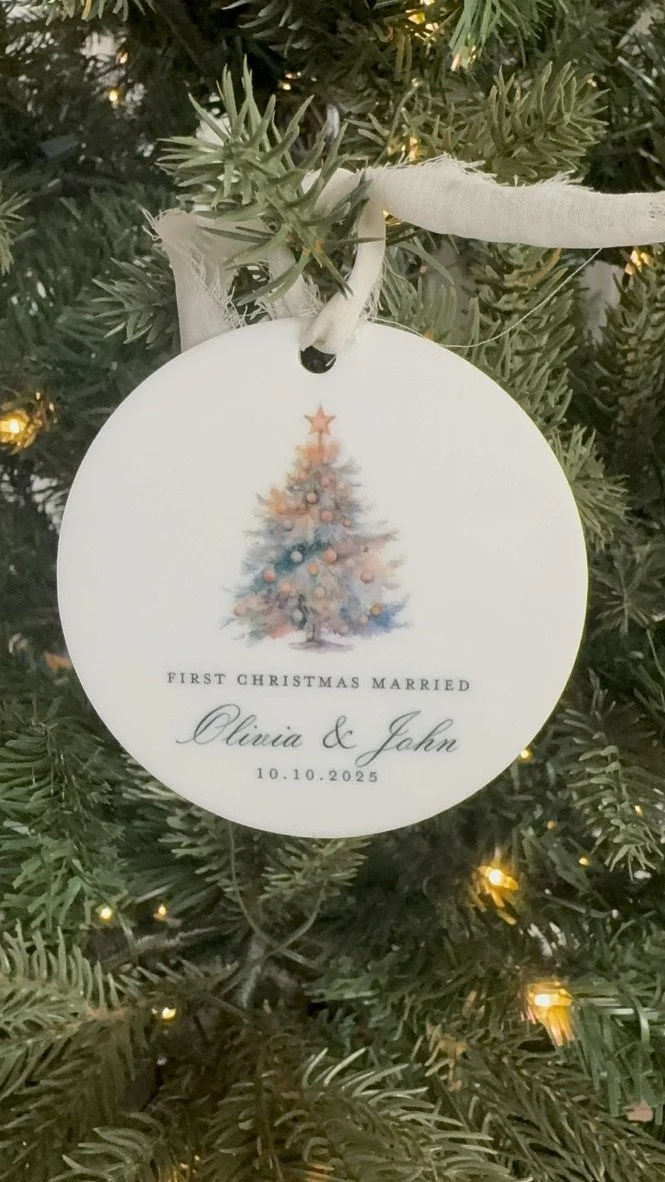 FIRST CHRISTMAS MARRIED
Olivia & John
10.10.2025